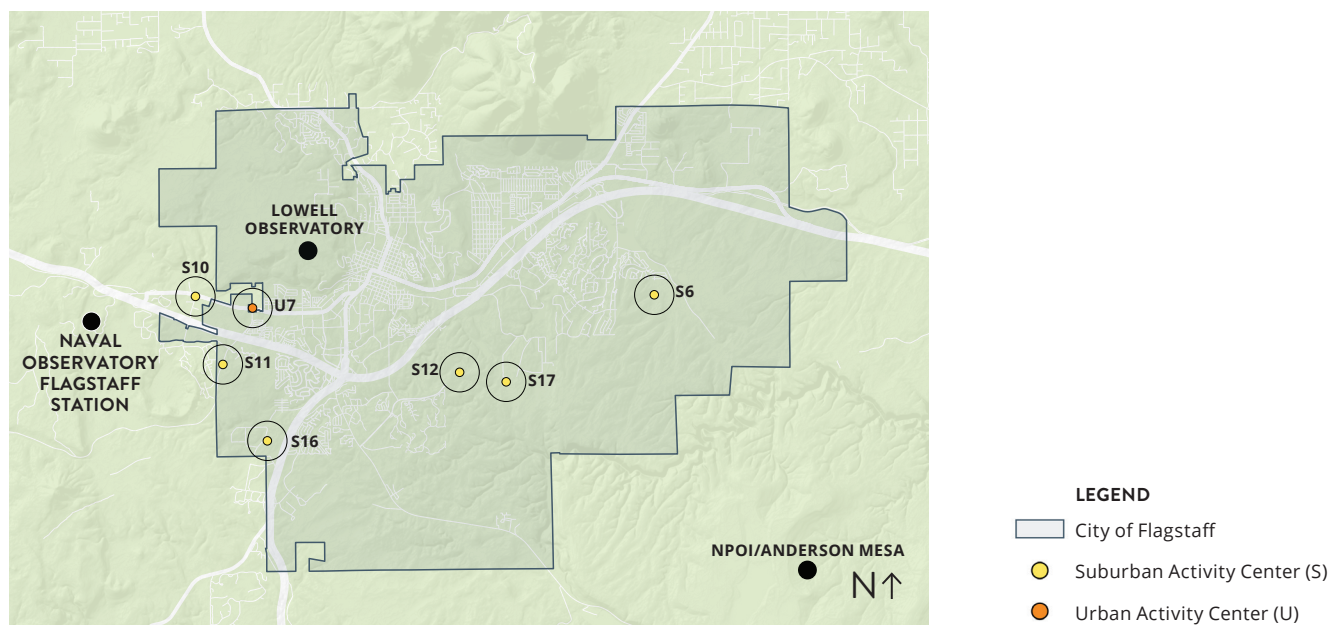 LOWELL
OBSERVATORY
S10
U7
S6
NAVAL
OBSERVATORY
FLAGSTAFF
STATION
S11
S12
S17
S16
NPOI/ANDERSON MESA
N↑
LEGEND
City of Flagstaff
Suburban Activity Center (S)
Urban Activity Center (U)